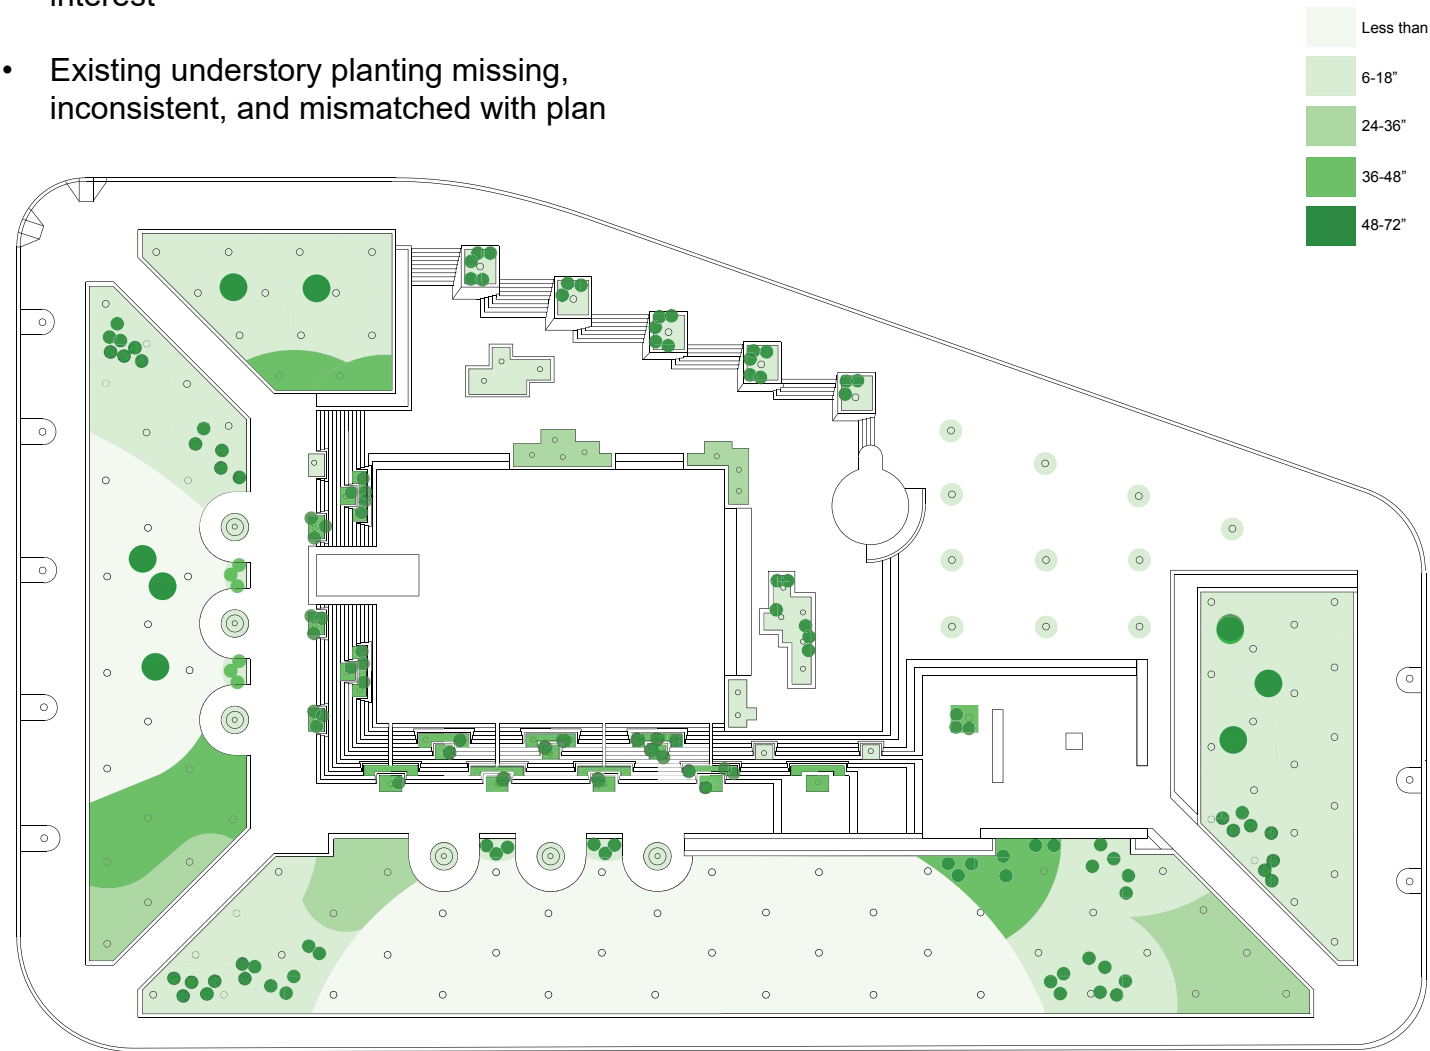 interest
• Existing understory planting missing,
inconsistent, and mismatched with plan
Less than
6-18”
24-36”
36-48”
48-72”